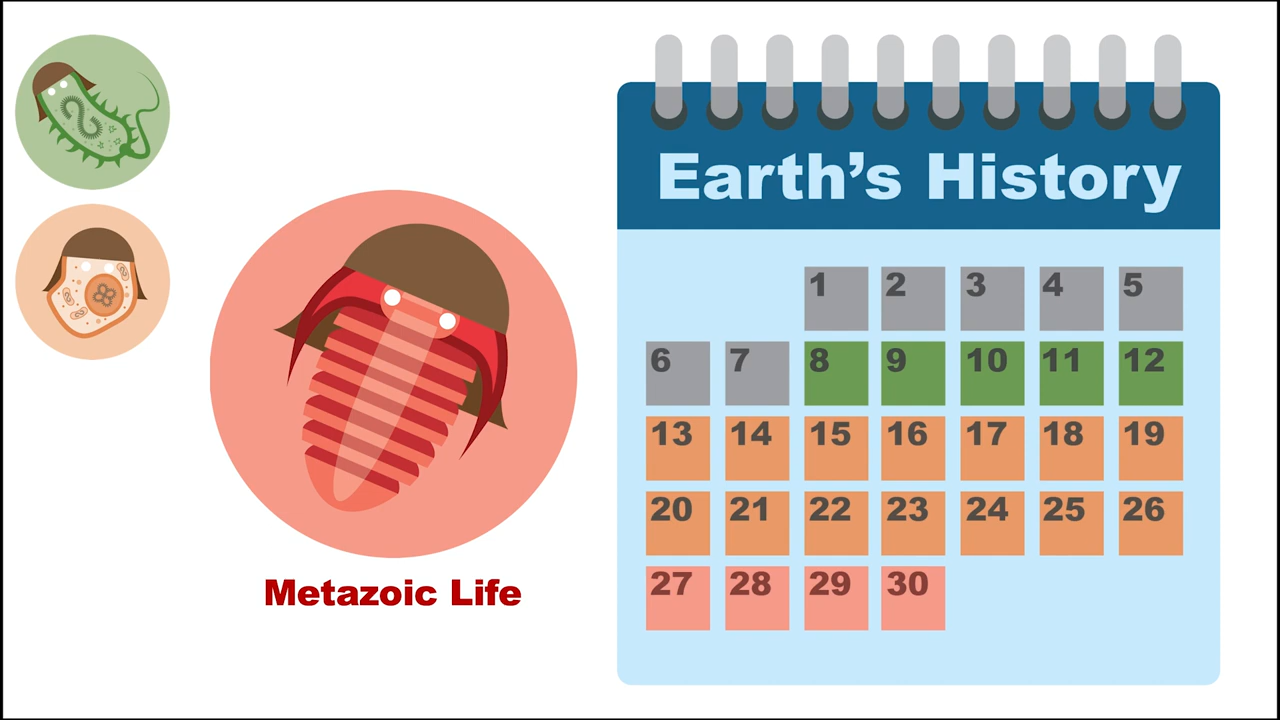 Earth’s History
1 2 3 4 5
6 7 8 9 10 11 12
13 14 15 16 17 18 19
20 21 22 23 24 25 26
27 28 29 30
Metazoic Life